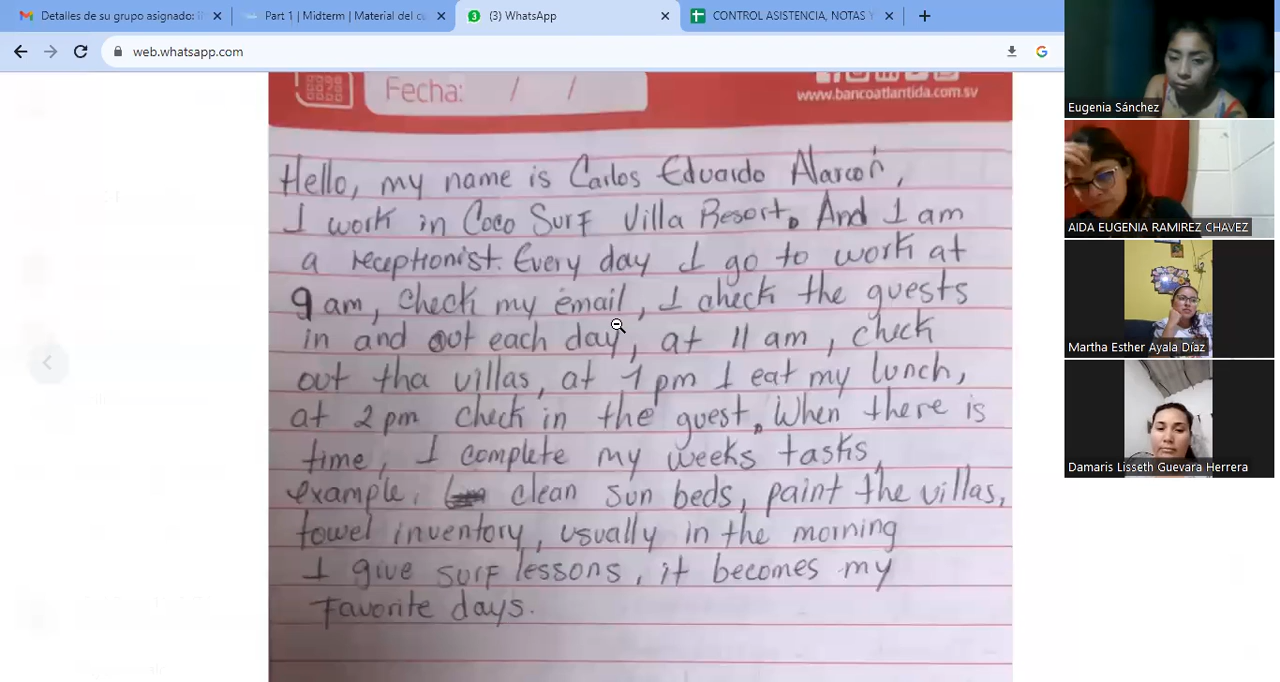 Detalles de su grupo asignado: I
Part 1 | Midterm | Material del cu
(3) WhatsApp
CONTROL ASISTENCIA, NOTAS Y
web.whatsapp.com
Fecha: / /
www.bancoatlantida.com.sv
Hello, my name is Carlos Eduardo Alarcón,
I work in Coco Surf Villa Resort. And I am
a receptionist. Every day I go to work at
9 am, check my email, I check the guests
in and out each day, at 11 am, check
out tha villas, at 1 pm I eat my lunch,
at 2 pm check in the guest. When there is
time, I complete my weeks tasks,
example. clean sun beds, paint the villas,
towel inventory, usually in the morning
I give surf lessons, it becomes my
Favorite days.
Eugenia Sánchez
AIDA EUGENIA RAMIREZ CHAVEZ
Martha Esther Ayala Díaz
Damaris Lisseth Guevara Herrera